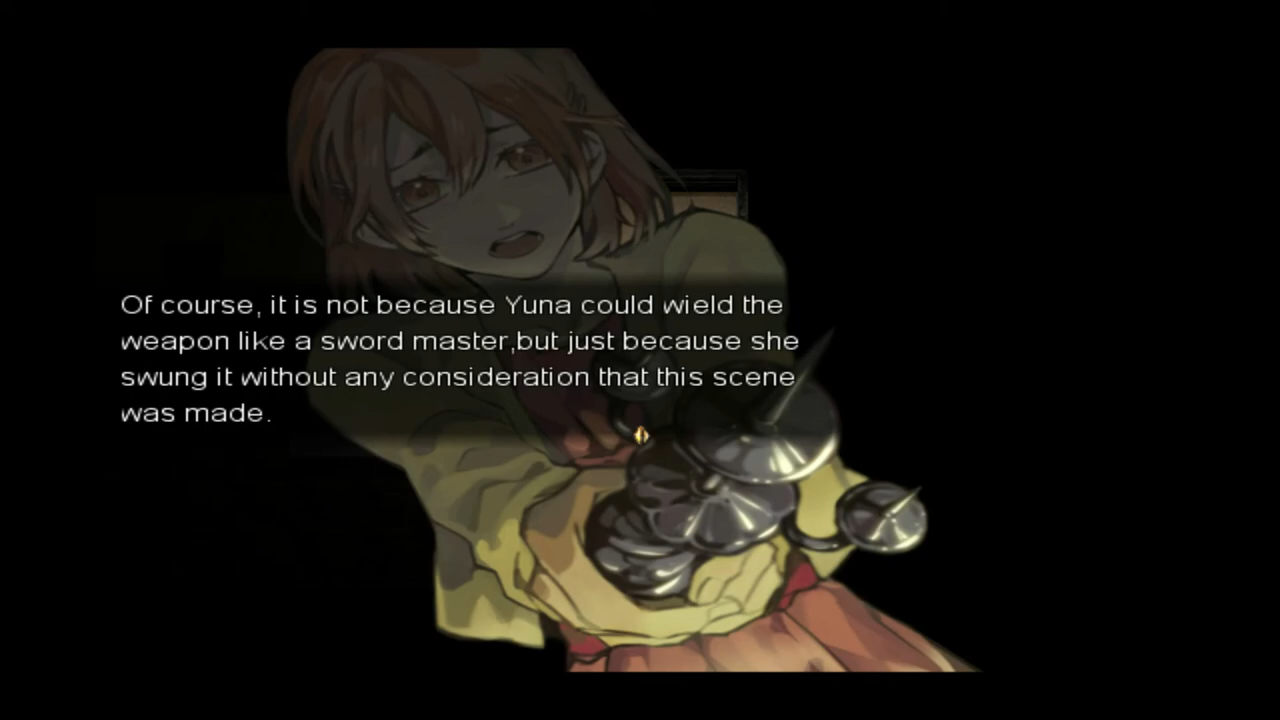 Of course, it is not because Yuna could wield the
weapon like a sword master,but just because she
swung it without any consideration that this scene
was made.